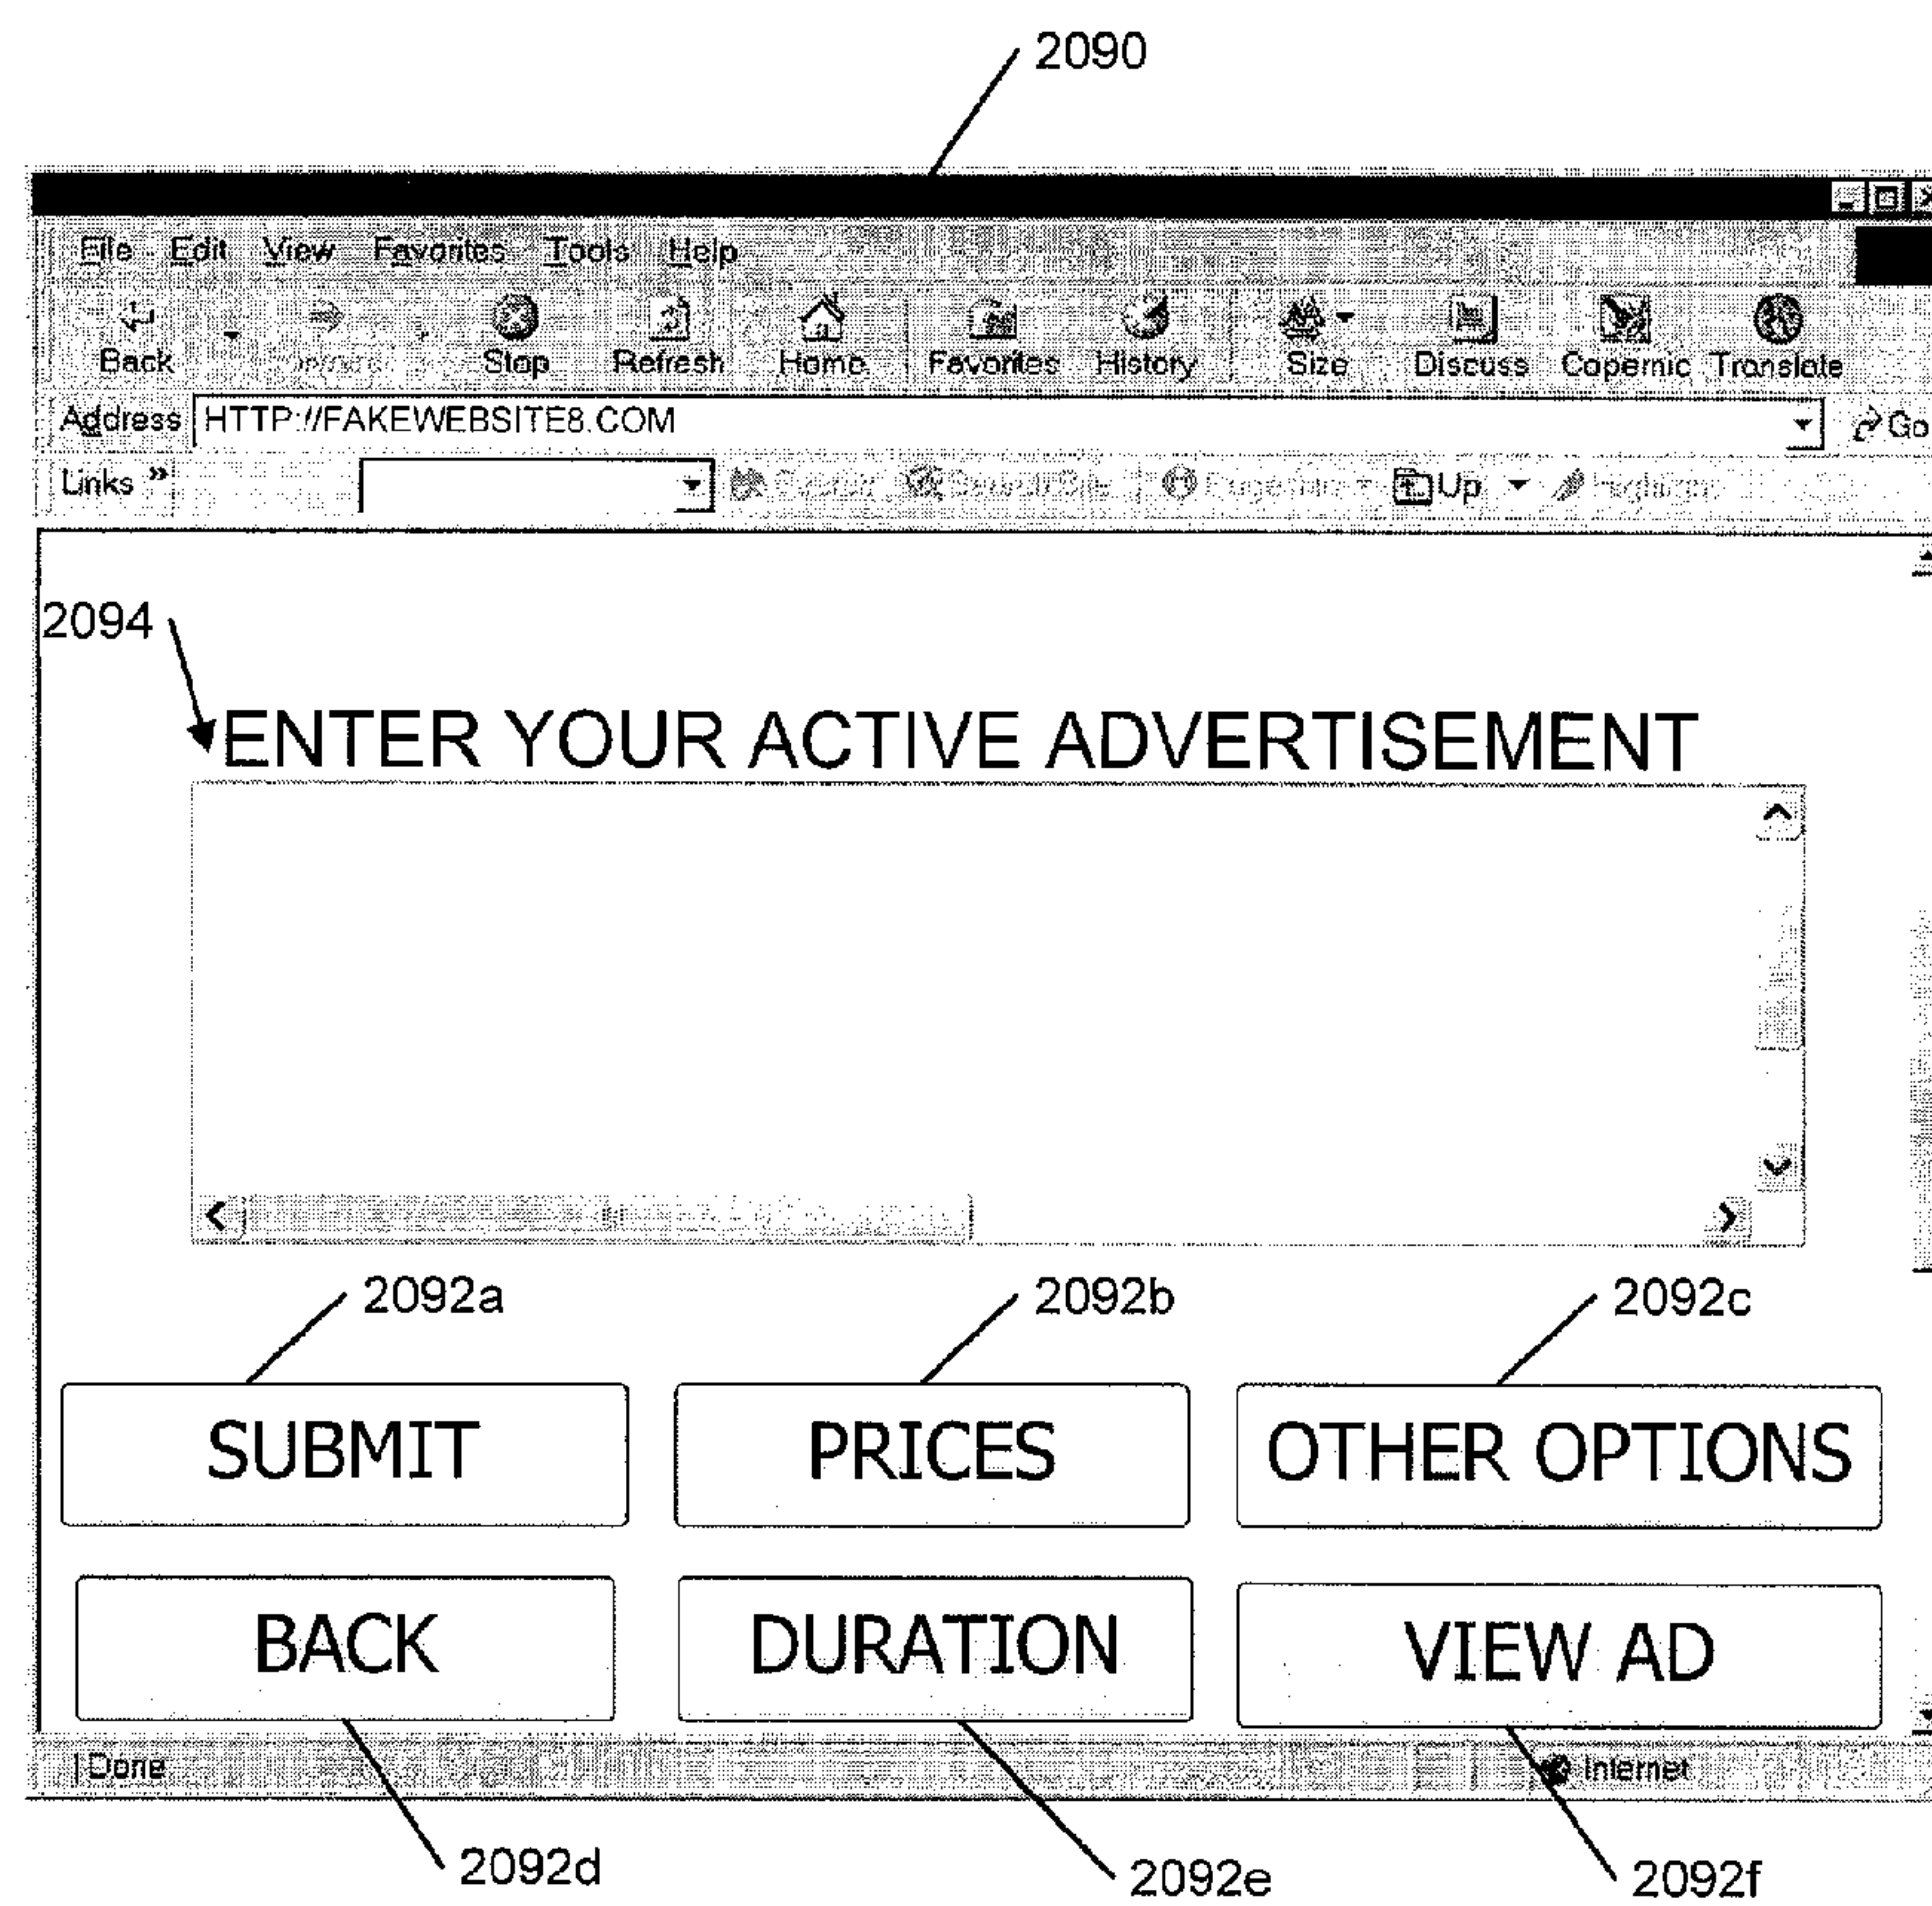 2090
File Edit View Favorites Tools Help
Back Stop Refresh Home Favorites History Size Discuss Copernic Translate
Address HTTP://FAKEWEBSITE8.COM Go
Links » Up
2094
ENTER YOUR ACTIVE ADVERTISEMENT
2092a 2092b 2092c
SUBMIT PRICES OTHER OPTIONS
BACK DURATION VIEW AD
Done Internet
2092d 2092e 2092f